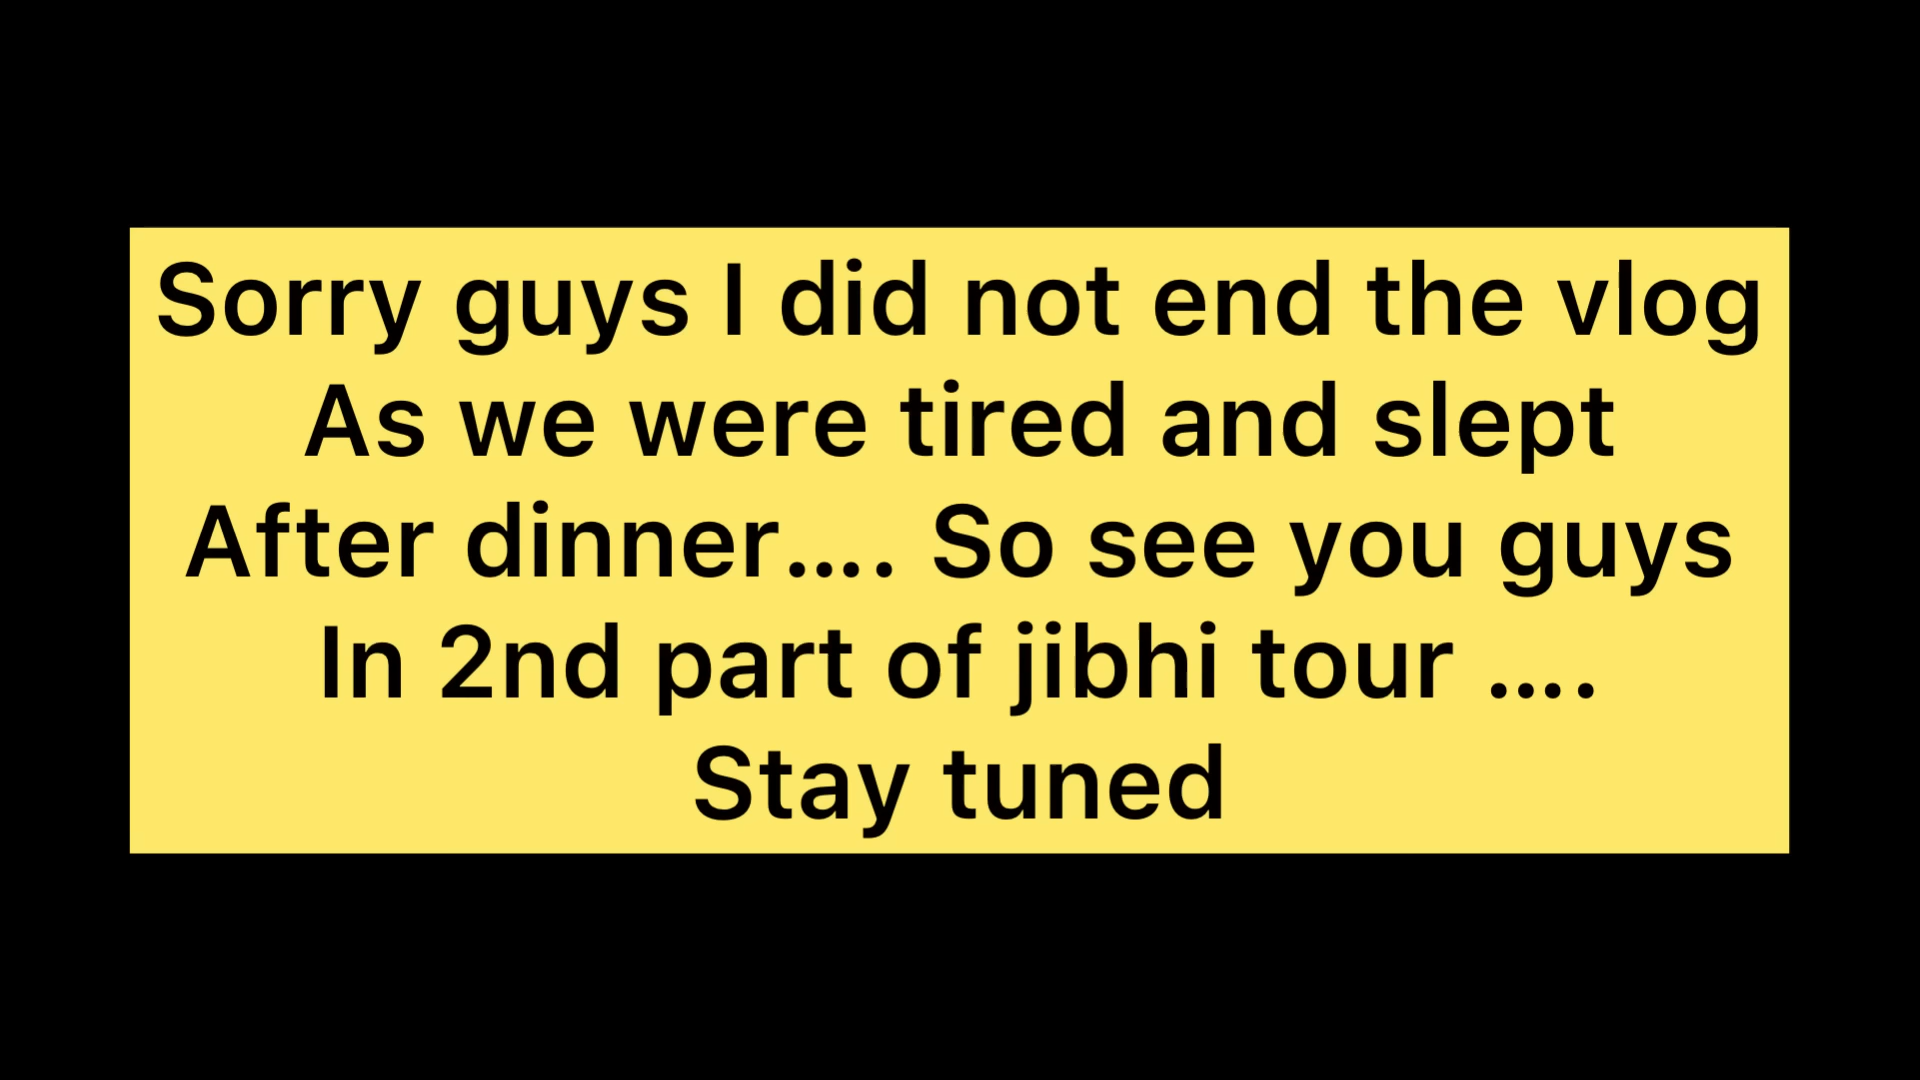 Sorry guys I did not end the vlog
As we were tired and slept
After dinner.... So see you guys
In 2nd part of jibhi tour ....
Stay tuned